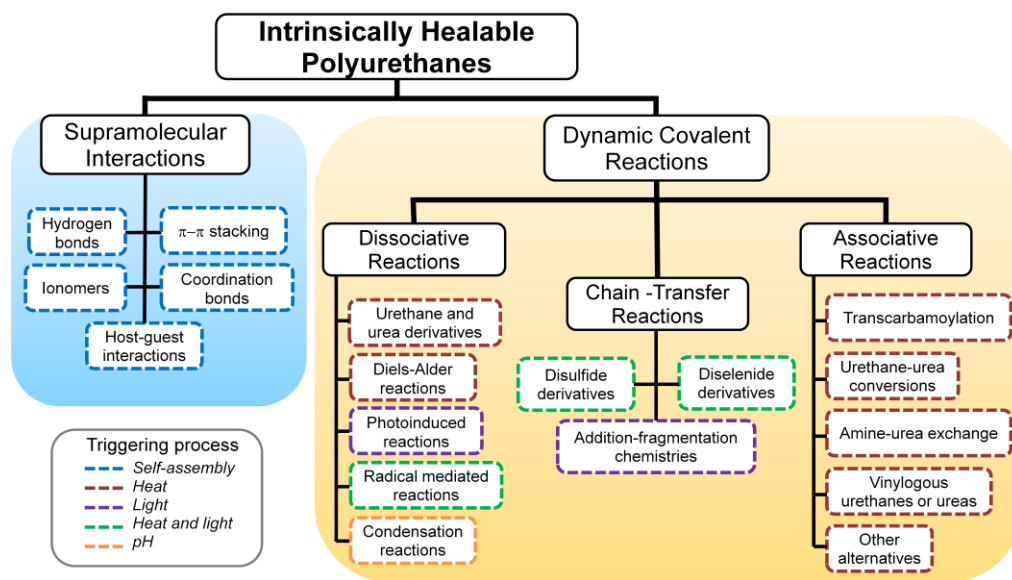 Intrinsically Healable
Polyurethanes
Supramolecular
Interactions
Hydrogen
bonds
π–π stacking
Ionomers
Coordination
bonds
Host-guest
interactions
Dynamic Covalent
Reactions
Dissociative
Reactions
Urethane and
urea derivatives
Diels-Alder
reactions
Photoinduced
reactions
Radical mediated
reactions
Condensation
reactions
Chain -Transfer
Reactions
Disulfide
derivatives
Diselenide
derivatives
Addition-fragmentation
chemistries
Associative
Reactions
Transcarbamoylation
Urethane-urea
conversions
Amine-urea exchange
Vinylogous
urethanes or ureas
Other
alternatives
Triggering process
Self-assembly
Heat
Light
Heat and light
pH